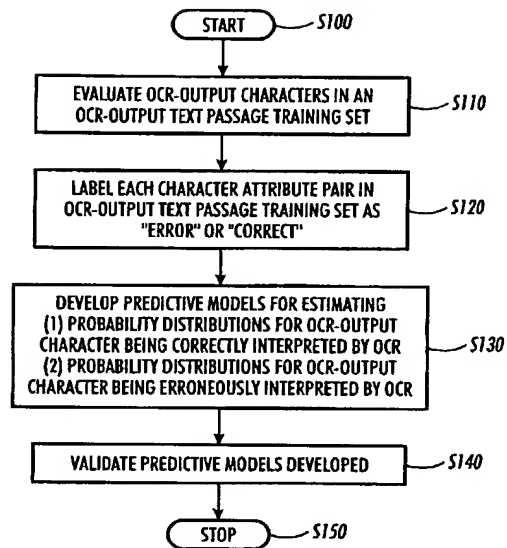 START
S100
EVALUATE OCR-OUTPUT CHARACTERS IN AN
OCR-OUTPUT TEXT PASSAGE TRAINING SET
S110
LABEL EACH CHARACTER ATTRIBUTE PAIR IN
OCR-OUTPUT TEXT PASSAGE TRAINING SET AS
"ERROR" OR "CORRECT"
S120
DEVELOP PREDICTIVE MODELS FOR ESTIMATING
(1) PROBABILITY DISTRIBUTIONS FOR OCR-OUTPUT
CHARACTER BEING CORRECTLY INTERPRETED BY OCR
(2) PROBABILITY DISTRIBUTIONS FOR OCR-OUTPUT
CHARACTER BEING ERRONEOUSLY INTERPRETED BY OCR
S130
VALIDATE PREDICTIVE MODELS DEVELOPED
S140
STOP
S150